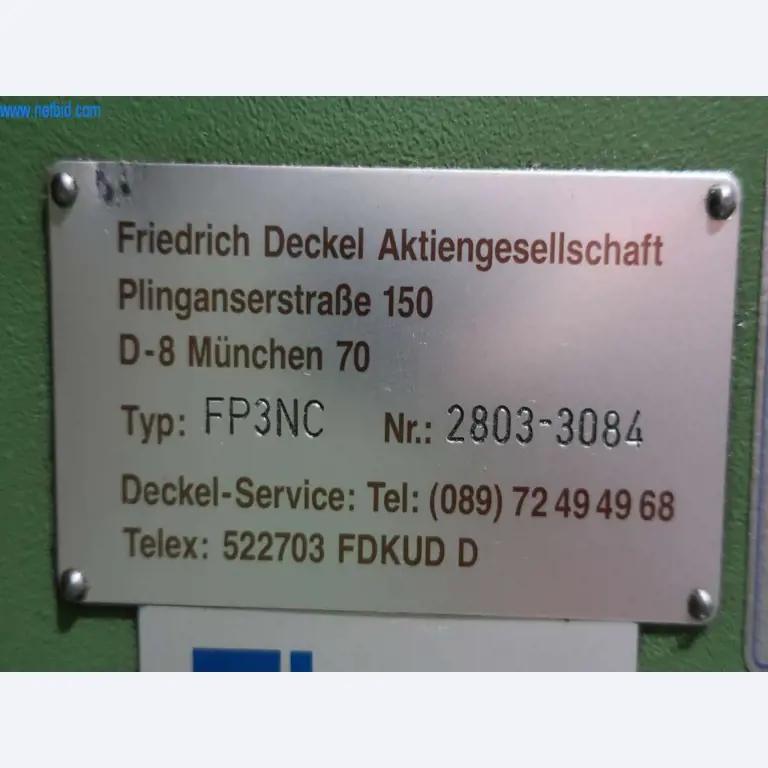 www.netbid.com
Friedrich Deckel Aktiengesellschaft
Plinganserstraße 150
D-8 München 70
Typ: FP3NC Nr.: 2803-3084
Deckel-Service: Tel: (089) 72 49 49 68
Telex: 522703 FDKUD D